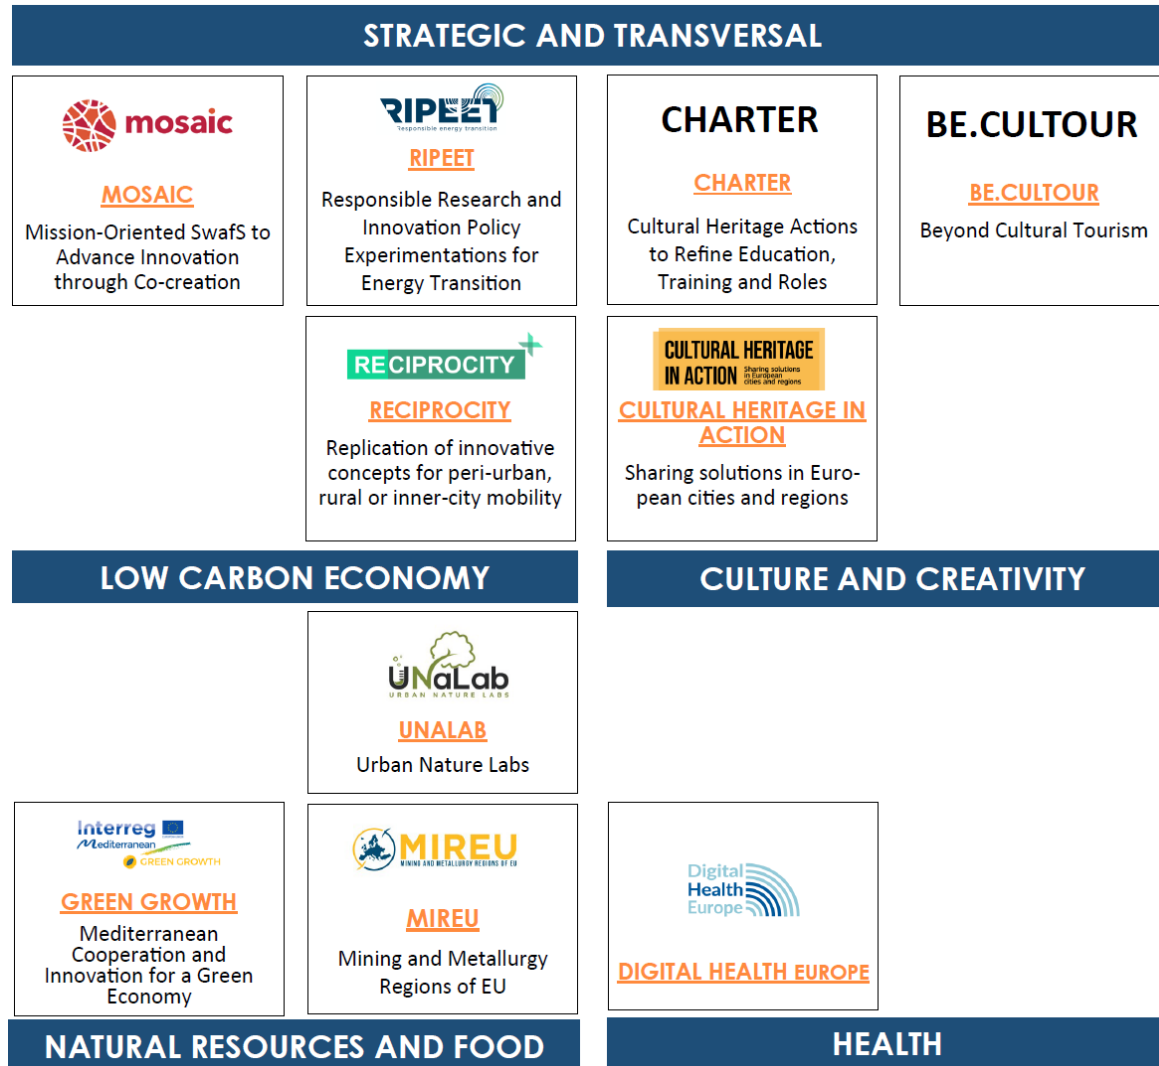 STRATEGIC AND TRANSVERSAL
mosaic
MOSAIC
Mission-Oriented SwafS to
Advance Innovation
through Co-creation
RIPEET
Responsible energy transition
RIPEET
Responsible Research and
Innovation Policy
Experimentations for
Energy Transition
CHARTER
CHARTER
Cultural Heritage Actions
to Refine Education,
Training and Roles
BE.CULTOUR
BE.CULTOUR
Beyond Cultural Tourism
RECIPROCITY
RECIPROCITY
Replication of innovative
concepts for peri-urban,
rural or inner-city mobility
CULTURAL HERITAGE
IN ACTION
Sharing solutions
in European
cities and regions
CULTURAL HERITAGE IN
ACTION
Sharing solutions in Euro-
pean cities and regions
LOW CARBON ECONOMY
CULTURE AND CREATIVITY
UNaLab
URBAN NATURE LABS
UNALAB
Urban Nature Labs
Interreg
Mediterranean
GREEN GROWTH
GREEN GROWTH
Mediterranean
Cooperation and
Innovation for a Green
Economy
MIREU
MINING AND METALLURGY REGIONS OF EU
MIREU
Mining and Metallurgy
Regions of EU
Digital
Health
Europe
DIGITAL HEALTH EUROPE
NATURAL RESOURCES AND FOOD
HEALTH